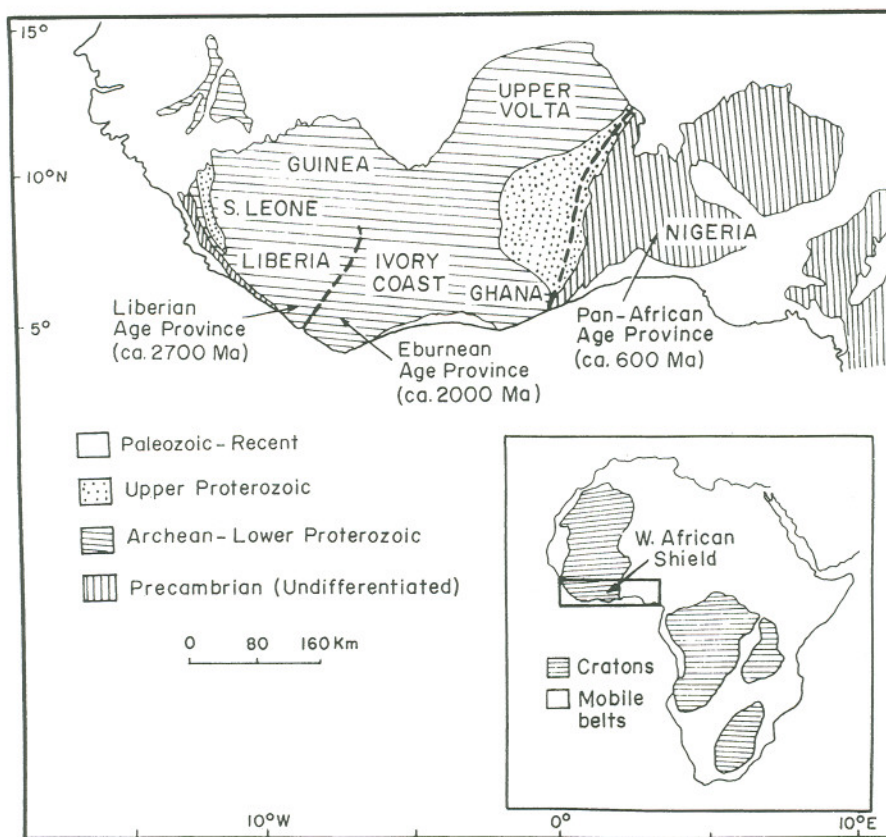 15°
UPPER
VOLTA
GUINEA
10°N
S. LEONE
NIGERIA
LIBERIA
IVORY
COAST
GHANA
5°
Liberian
Age Province
(ca. 2700 Ma)
Eburnean
Age Province
(ca. 2000 Ma)
Pan-African
Age Province
(ca. 600 Ma)
Paleozoic-Recent
Upper Proterozoic
Archean-Lower Proterozoic
Precambrian (Undifferentiated)
0 80 160 Km
W. African
Shield
Cratons
Mobile
belts
10°W 0° 10°E